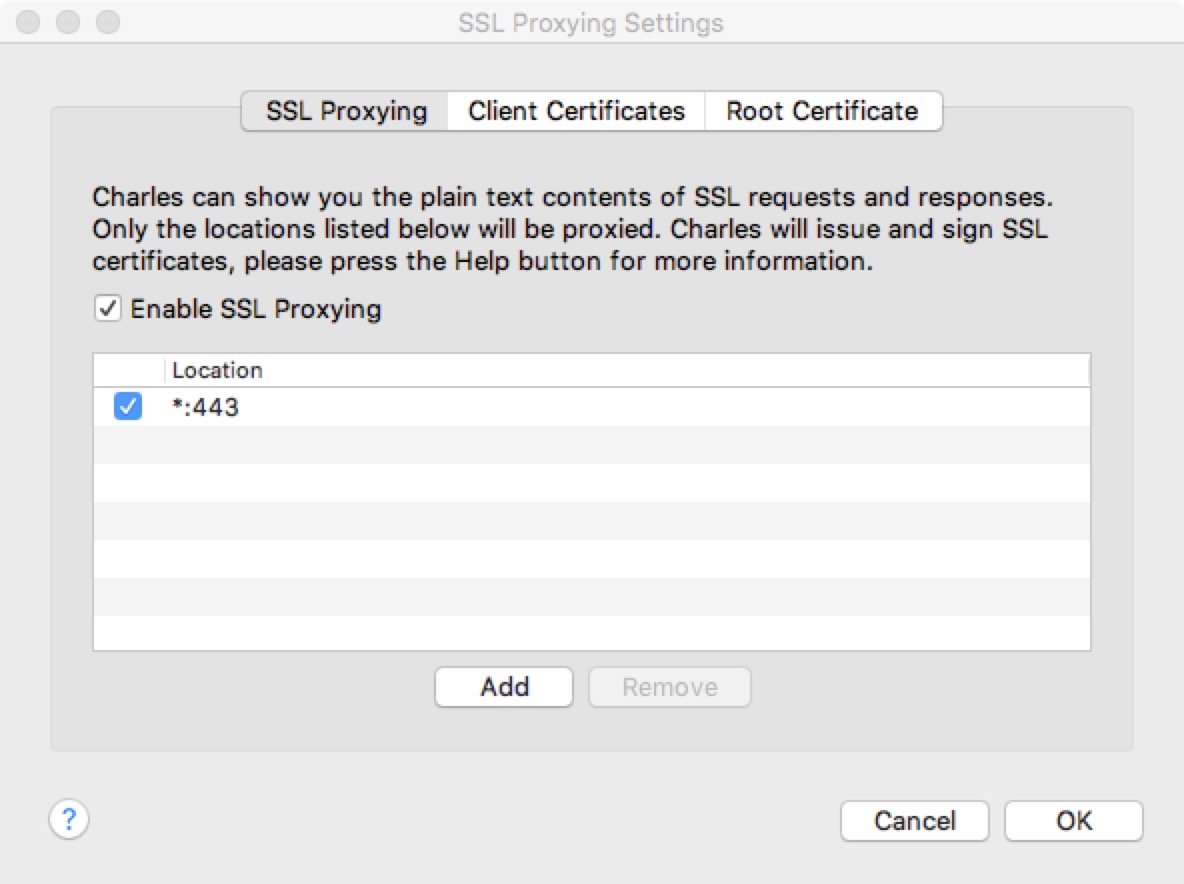 SSL Proxying Settings
SSL Proxying
Client Certificates
Root Certificate
Charles can show you the plain text contents of SSL requests and responses.
Only the locations listed below will be proxied. Charles will issue and sign SSL
certificates, please press the Help button for more information.
Enable SSL Proxying
Location
*:443
Add
Remove
?
Cancel
OK